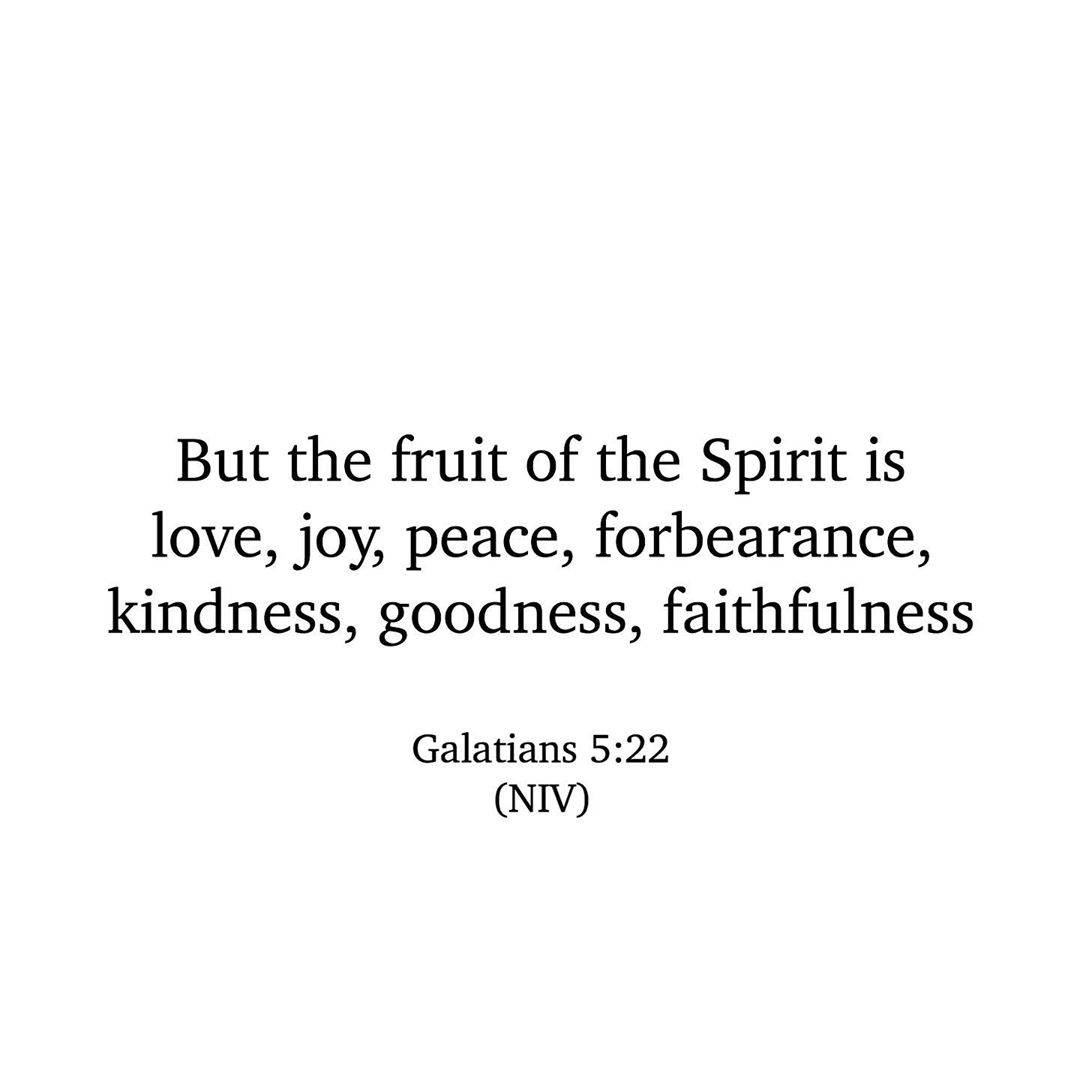 But the fruit of the Spirit is
love, joy, peace, forbearance,
kindness, goodness, faithfulness
Galatians 5:22
(NIV)